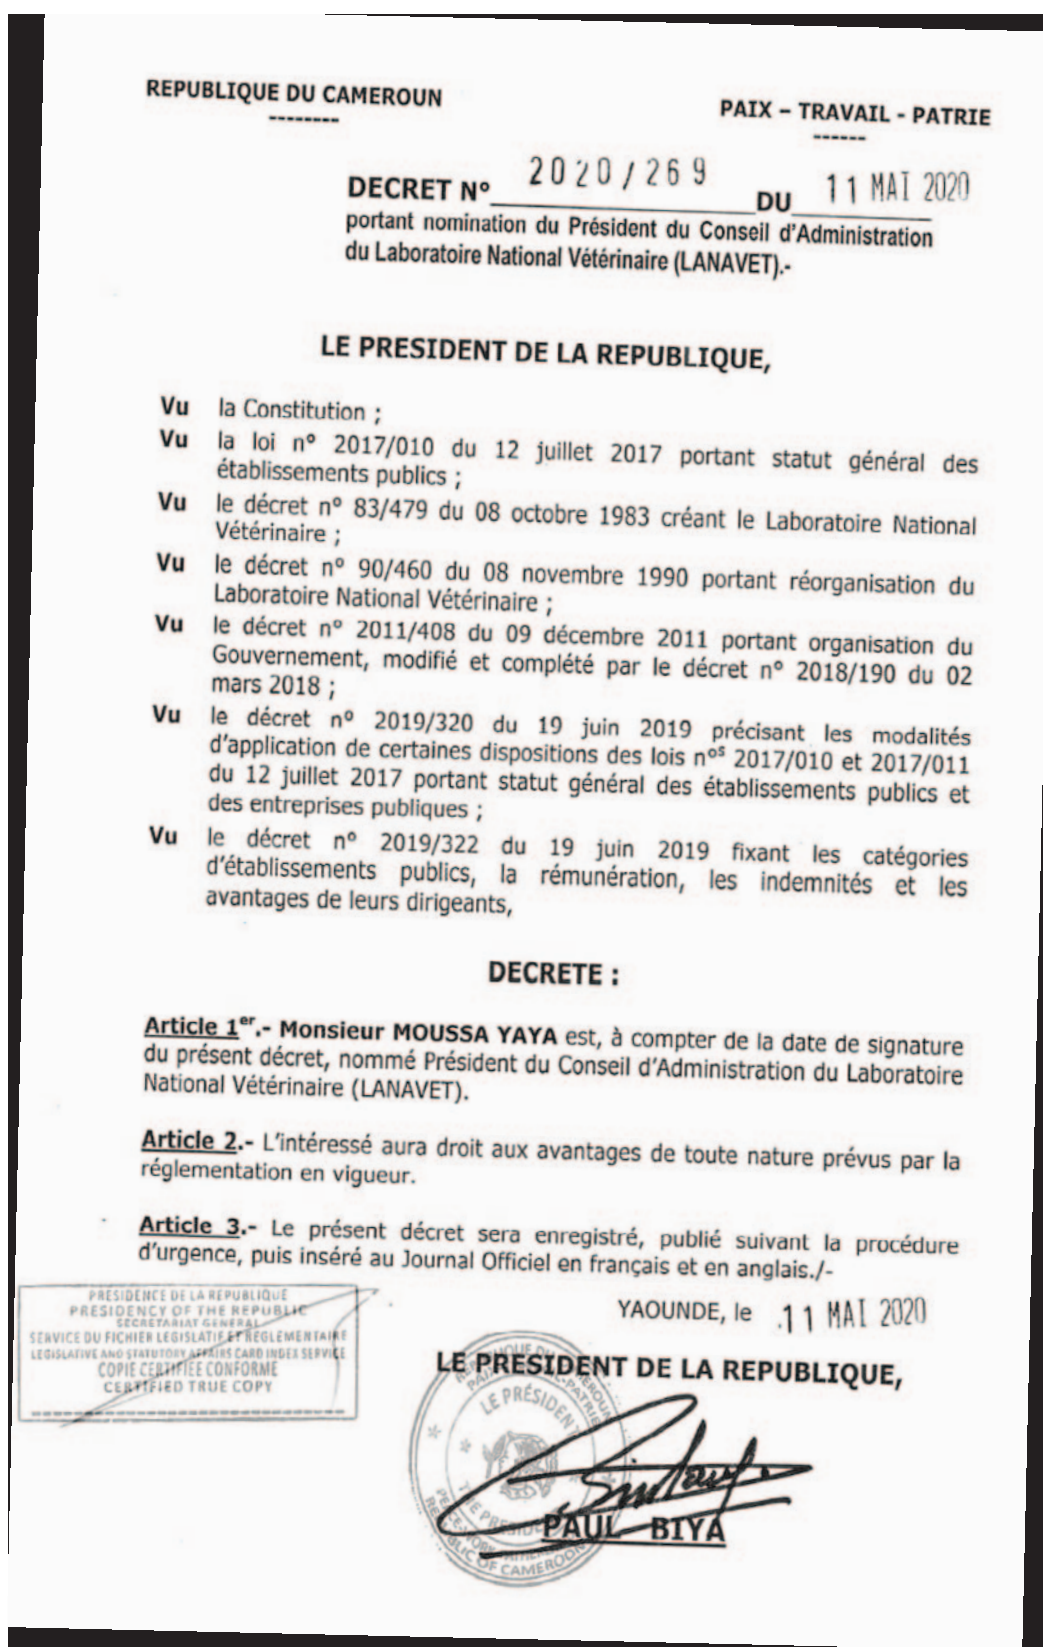 REPUBLIQUE DU CAMEROUN
--------
PAIX – TRAVAIL - PATRIE
------
DECRET N° 2020/269 DU 11 MAI 2020
portant nomination du Président du Conseil d'Administration
du Laboratoire National Vétérinaire (LANAVET).-
LE PRESIDENT DE LA REPUBLIQUE,
Vu la Constitution ;
Vu la loi n° 2017/010 du 12 juillet 2017 portant statut général des
établissements publics ;
Vu le décret n° 83/479 du 08 octobre 1983 créant le Laboratoire National
Vétérinaire ;
Vu le décret n° 90/460 du 08 novembre 1990 portant réorganisation du
Laboratoire National Vétérinaire ;
Vu le décret n° 2011/408 du 09 décembre 2011 portant organisation du
Gouvernement, modifié et complété par le décret n° 2018/190 du 02
mars 2018 ;
Vu le décret n° 2019/320 du 19 juin 2019 précisant les modalités
d'application de certaines dispositions des lois nos 2017/010 et 2017/011
du 12 juillet 2017 portant statut général des établissements publics et
des entreprises publiques ;
Vu le décret n° 2019/322 du 19 juin 2019 fixant les catégories
d'établissements publics, la rémunération, les indemnités et les
avantages de leurs dirigeants,
DECRETE :
Article 1er.- Monsieur MOUSSA YAYA est, à compter de la date de signature
du présent décret, nommé Président du Conseil d'Administration du Laboratoire
National Vétérinaire (LANAVET).
Article 2.- L'intéressé aura droit aux avantages de toute nature prévus par la
réglementation en vigueur.
Article 3.- Le présent décret sera enregistré, publié suivant la procédure
d'urgence, puis inséré au Journal Officiel en français et en anglais./-
PRESIDENCE DE LA REPUBLIQUE
PRESIDENCY OF THE REPUBLIC
SECRETARIAT GENERAL
SERVICE DU FICHIER LEGISLATIF ET REGLEMENTAIRE
LEGISLATIVE AND STATUTORY AFFAIRS CARD INDEX SERVICE
COPIE CERTIFIEE CONFORME
CERTIFIED TRUE COPY
YAOUNDE, le 11 MAI 2020
LE PRESIDENT DE LA REPUBLIQUE,
LE PRÉSIDENT
THE PRESIDENT
REPUBLIC OF CAMEROON
PAUL BIYA